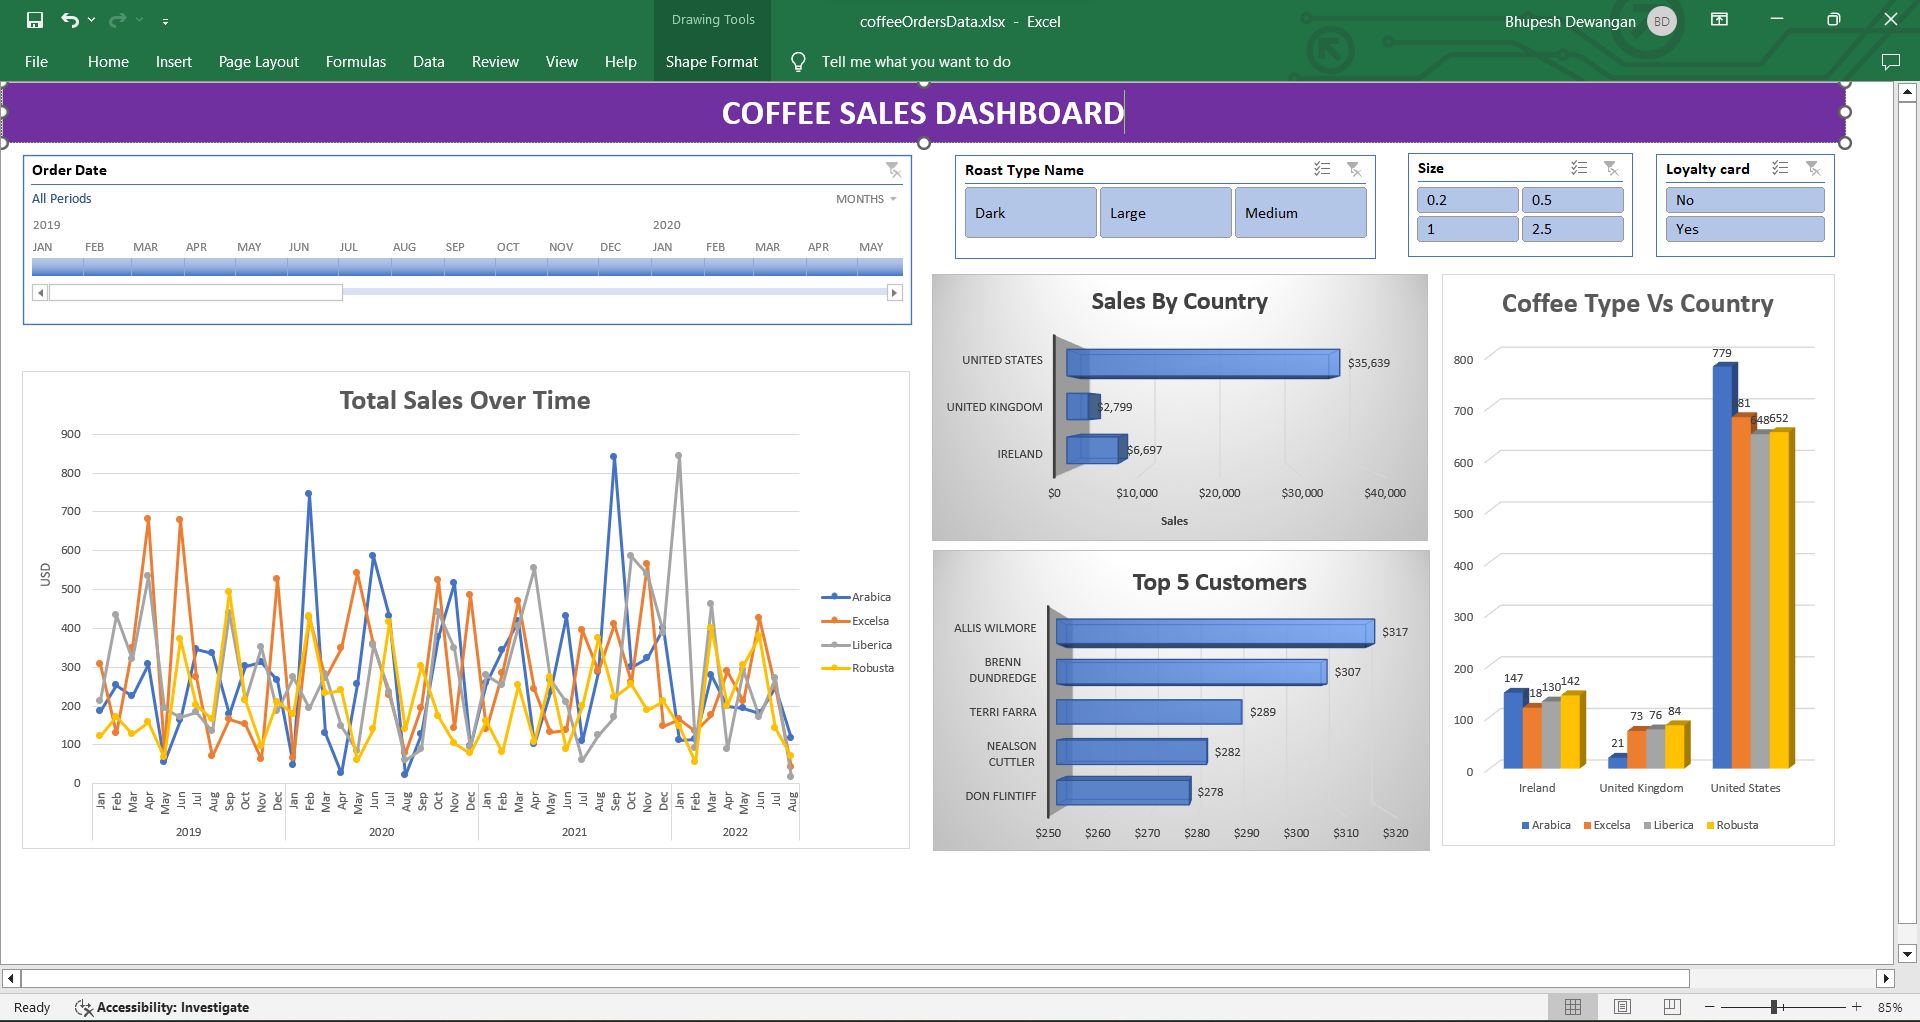 Drawing Tools
coffeeOrdersData.xlsx - Excel
Bhupesh Dewangan BD
File Home Insert Page Layout Formulas Data Review View Help Shape Format Tell me what you want to do
COFFEE SALES DASHBOARD
Order Date
All Periods
MONTHS
2019 2020
JAN FEB MAR APR MAY JUN JUL AUG SEP OCT NOV DEC JAN FEB MAR APR MAY
Roast Type Name
Dark Large Medium
Size
0.2 0.5
1 2.5
Loyalty card
No
Yes
Total Sales Over Time
900
800
700
600
500
400
300
200
100
0
USD
Jan Feb Mar Apr May Jun Jul Aug Sep Oct Nov Dec Jan Feb Mar Apr May Jun Jul Aug Sep Oct Nov Dec Jan Feb Mar Apr May Jun Jul Aug Sep Oct Nov Dec Jan Feb Mar Apr May Jun Jul Aug
2019 2020 2021 2022
Arabica
Excelsa
Liberica
Robusta
Sales By Country
UNITED STATES $35,639
UNITED KINGDOM $2,799
IRELAND $6,697
$0 $10,000 $20,000 $30,000 $40,000
Sales
Top 5 Customers
ALLIS WILMORE $317
BRENN
DUNDREDGE $307
TERRI FARRA $289
NEALSON
CUTTLER $282
DON FLINTIFF $278
$250 $260 $270 $280 $290 $300 $310 $320
Coffee Type Vs Country
800
700
600
500
400
300
200
100
0
147 18 130 142
21 73 76 84
779 81 648 652
Ireland United Kingdom United States
Arabica Excelsa Liberica Robusta
Ready Accessibility: Investigate
85%